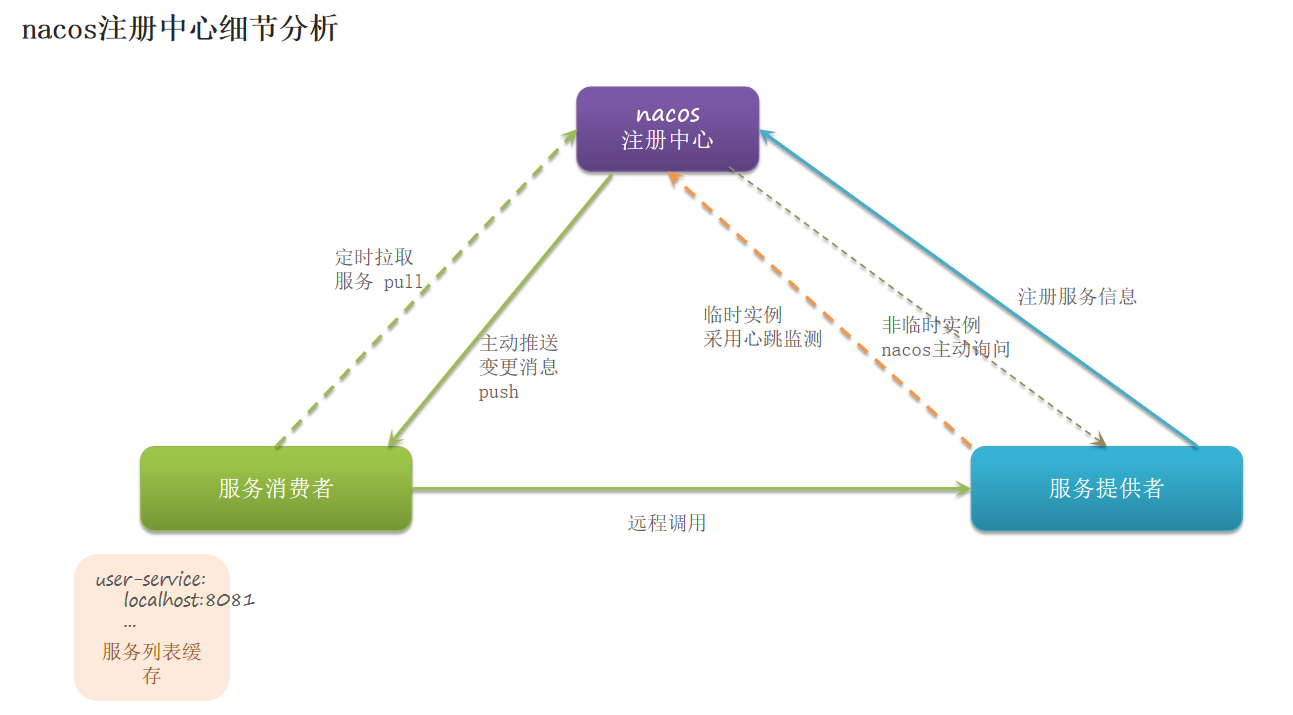 nacos注册中心细节分析
nacos
注册中心
定时拉取
服务 pull
主动推送
变更消息
push
临时实例
采用心跳监测
非临时实例
nacos主动询问
注册服务信息
服务消费者
服务提供者
远程调用
user-service:
localhost:8081
...
服务列表缓
存